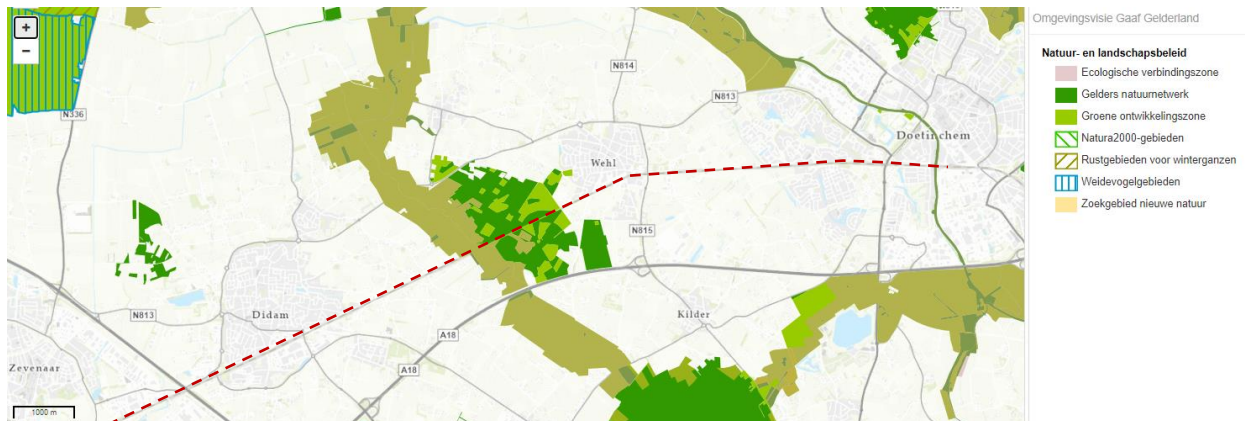 Omgevingsvisie Gaaf Gelderland
Natuur- en landschapsbeleid
Ecologische verbindingszone
Gelders natuurnetwerk
Groene ontwikkelingszone
Natura2000-gebieden
Rustgebieden voor winterganzen
Weidevogelgebieden
Zoekgebied nieuwe natuur
+
−
N814
N813
N336
Doetinchem
Wehl
N815
N813
Didam
Kilder
A18
Zevenaar
A18
1000 m